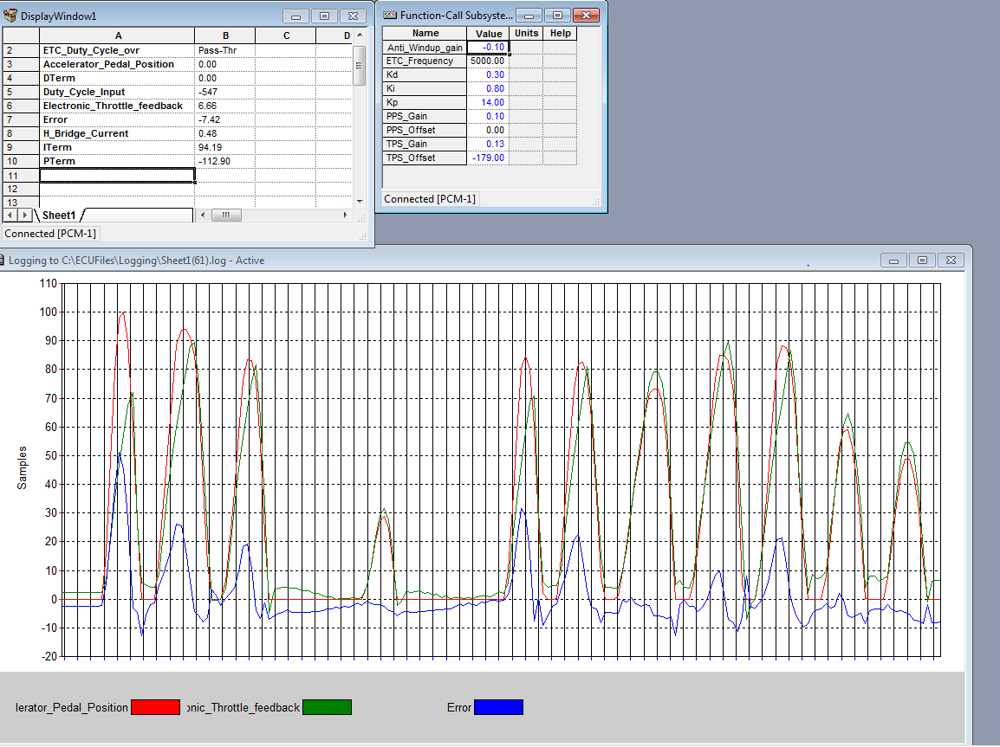 DisplayWindow1
A B C D
2 ETC_Duty_Cycle_ovr Pass-Thr
3 Accelerator_Pedal_Position 0.00
4 DTerm 0.00
5 Duty_Cycle_Input -547
6 Electronic_Throttle_feedback 6.66
7 Error -7.42
8 H_Bridge_Current 0.48
9 ITerm 94.19
10 PTerm -112.90
11
12
13
Sheet1
Connected [PCM-1]
Function-Call Subsyste...
Name Value Units Help
Anti_Windup_gain -0.10
ETC_Frequency 5000.00
Kd 0.30
Ki 0.80
Kp 14.00
PPS_Gain 0.10
PPS_Offset 0.00
TPS_Gain 0.13
TPS_Offset -179.00
Connected [PCM-1]
Logging to C:\ECUFiles\Logging\Sheet1(61).log - Active
110
100
90
80
70
60
50
40
30
20
10
0
-10
-20
Samples
lerator_Pedal_Position onic_Throttle_feedback Error